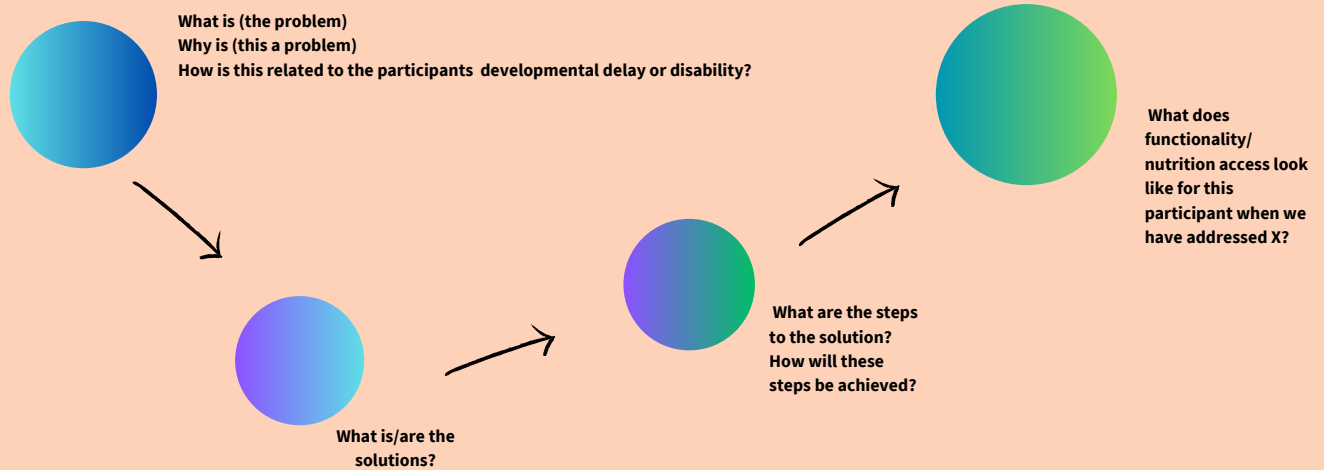 What is (the problem)
Why is (this a problem)
How is this related to the participants developmental delay or disability?
What is/are the
solutions?
What are the steps
to the solution?
How will these
steps be achieved?
What does
functionality/
nutrition access look
like for this
participant when we
have addressed X?